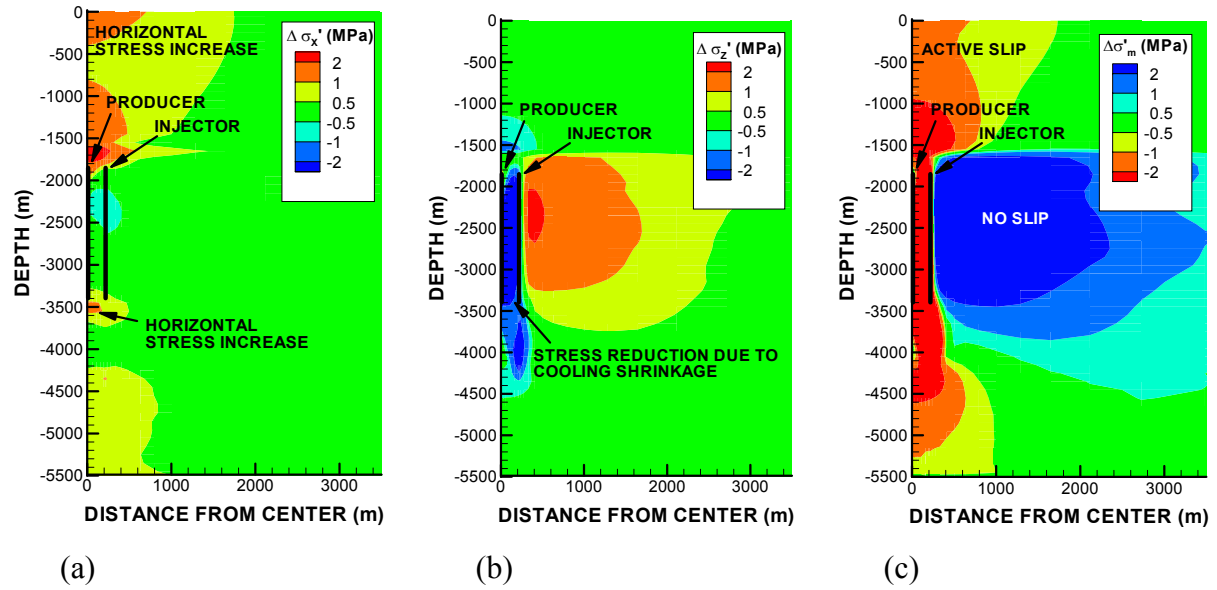 HORIZONTAL
STRESS INCREASE
Δ σx' (MPa)
2
1
0.5
-0.5
-1
-2
PRODUCER
INJECTOR
HORIZONTAL
STRESS INCREASE
0
-500
-1000
-1500
-2000
-2500
-3000
-3500
-4000
-4500
-5000
-5500
DEPTH (m)
0
1000
2000
3000
DISTANCE FROM CENTER (m)
(a)
Δ σz' (MPa)
2
1
0.5
-0.5
-1
-2
PRODUCER
INJECTOR
STRESS REDUCTION DUE TO
COOLING SHRINKAGE
0
-500
-1000
-1500
-2000
-2500
-3000
-3500
-4000
-4500
-5000
-5500
DEPTH (m)
0
1000
2000
3000
DISTANCE FROM CENTER (m)
(b)
ACTIVE SLIP
Δσ'm (MPa)
2
1
0.5
-0.5
-1
-2
PRODUCER
INJECTOR
NO SLIP
0
-500
-1000
-1500
-2000
-2500
-3000
-3500
-4000
-4500
-5000
-5500
DEPTH (m)
0
1000
2000
3000
DISTANCE FROM CENTER (m)
(c)